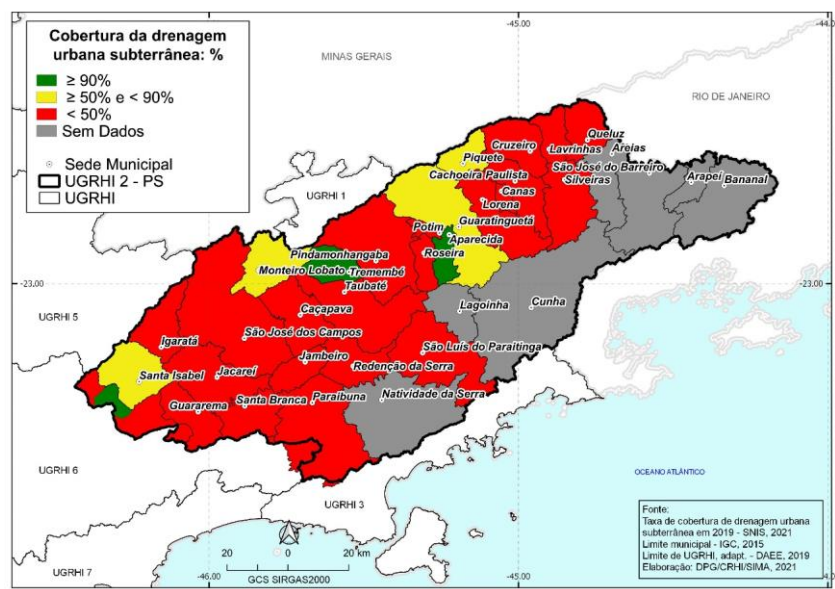 -45.00
-44.0
Cobertura da drenagem
urbana subterrânea: %
≥ 90%
≥ 50% e < 90%
< 50%
Sem Dados
Sede Municipal
UGRHI 2 - PS
UGRHI
MINAS GERAIS
RIO DE JANEIRO
UGRHI 1
Queluz
Cruzeiro
Lavrinhas
Areias
Piquete
São José do Barreiro
Cachoeira Paulista
Silveiras
Arapeí
Bananal
Canas
Lorena
Potim
Guaratinguetá
Aparecida
Pindamonhangaba
Roseira
Monteiro Lobato
Tremembé
-23.00
-23.00
Taubaté
Lagoinha
Cunha
Caçapava
UGRHI 5
Igaratá
São José dos Campos
São Luís do Paraitinga
Jambeiro
Redenção da Serra
Santa Isabel
Jacareí
Guararema
Santa Branca
Paraibuna
Natividade da Serra
UGRHI 6
OCEANO ATLÂNTICO
UGRHI 3
Fonte:
Taxa de cobertura de drenagem urbana
subterrânea em 2019 - SNIS, 2021
Limite municipal - IGC, 2015
Limite de UGRHI, adapt. - DAEE, 2019
Elaboração: DPG/CRHI/SIMA, 2021
20 0 20 km
UGRHI 7
-46.00
GCS SIRGAS2000
-45.00
-44.0